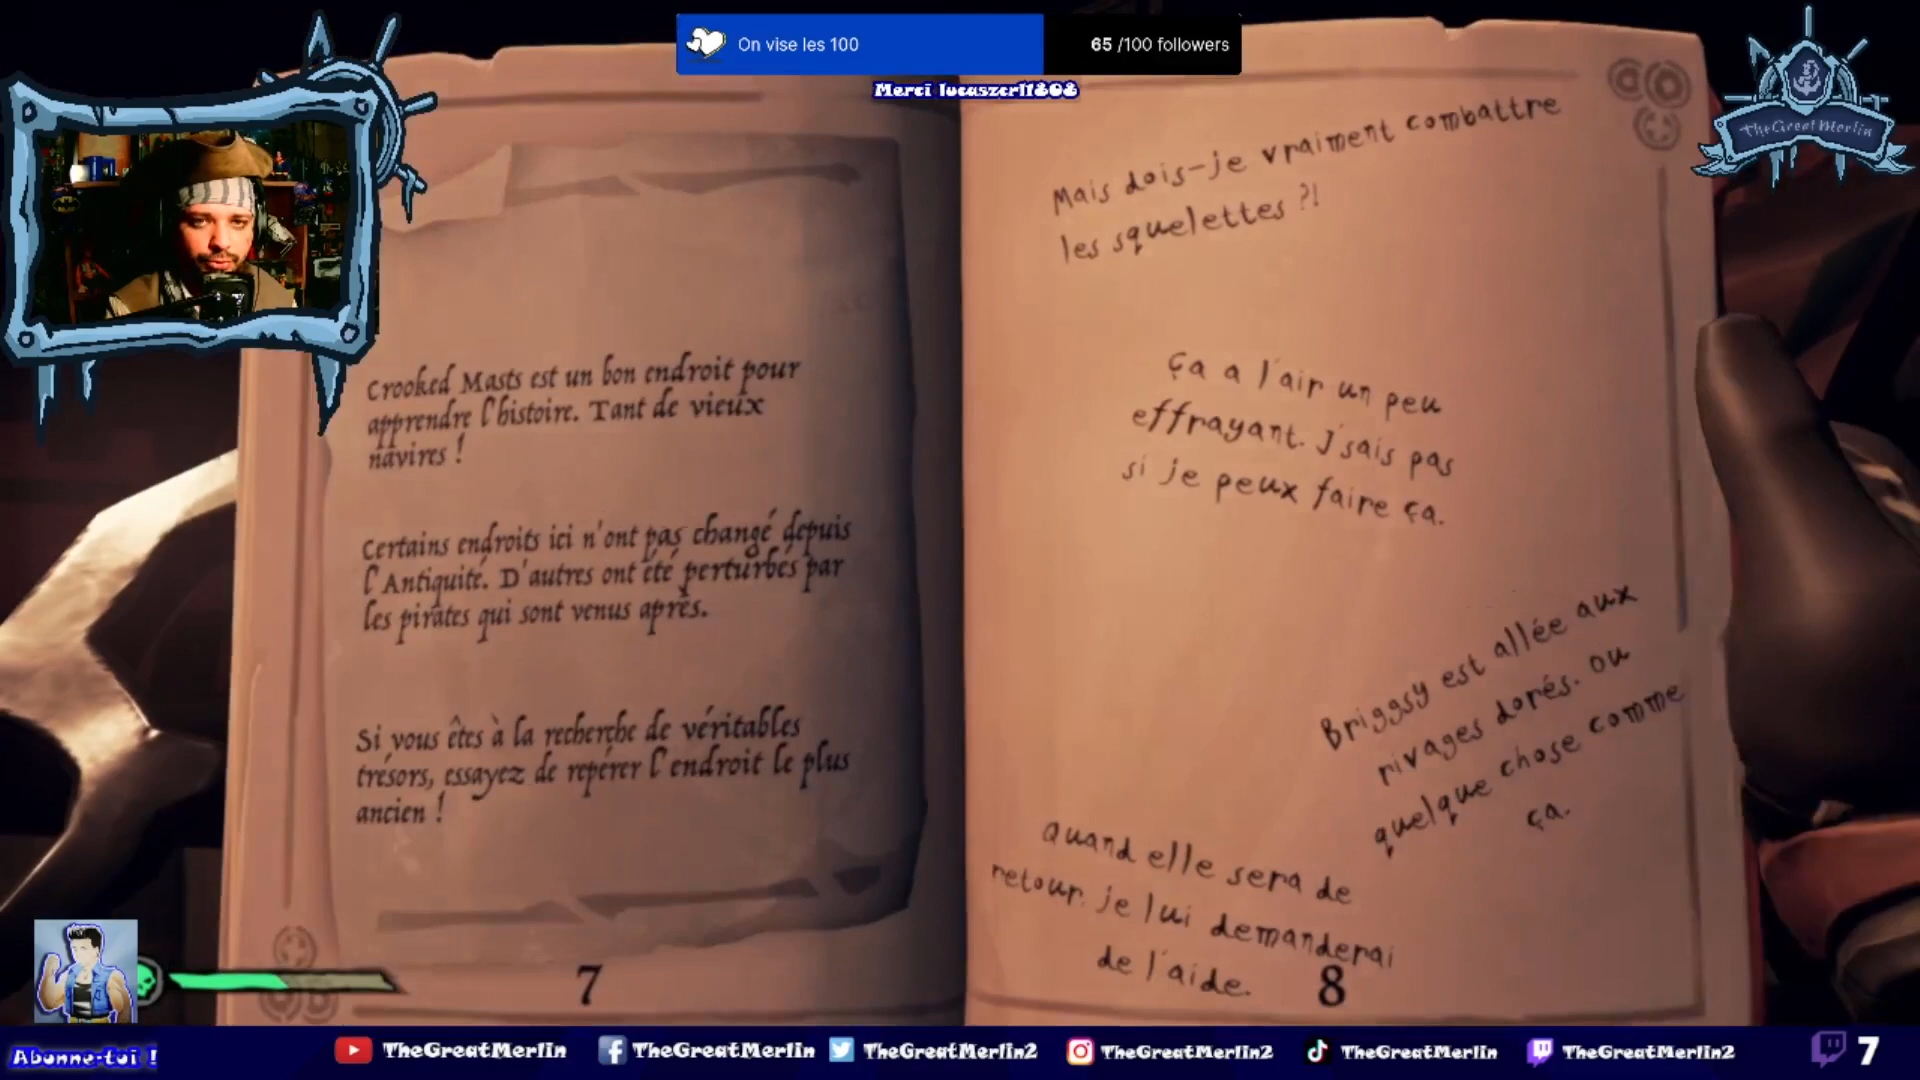 On vise les 100
65 /100 followers
Merci lucaszcr11808
TheGreatMerlin
Crooked Masts est un bon endroit pour
apprendre l'histoire. Tant de vieux
navires !
Certains endroits ici n'ont pas changé depuis
l'Antiquité. D'autres ont été perturbés par
les pirates qui sont venus après.
Si vous êtes à la recherche de véritables
trésors, essayez de repérer l'endroit le plus
ancien !
7
Mais dois-je vraiment combattre
les squelettes ?!
Ça a l'air un peu
effrayant. J'sais pas
si je peux faire ça.
Briggsy est allée aux
rivages dorés. ou
quelque chose comme
ça.
Quand elle sera de
retour. je lui demanderai
de l'aide.
8
Abonne-toi !
TheGreatMerlin
TheGreatMerlin
TheGreatMerlin2
TheGreatMerlin2
TheGreatMerlin
TheGreatMerlin2
7